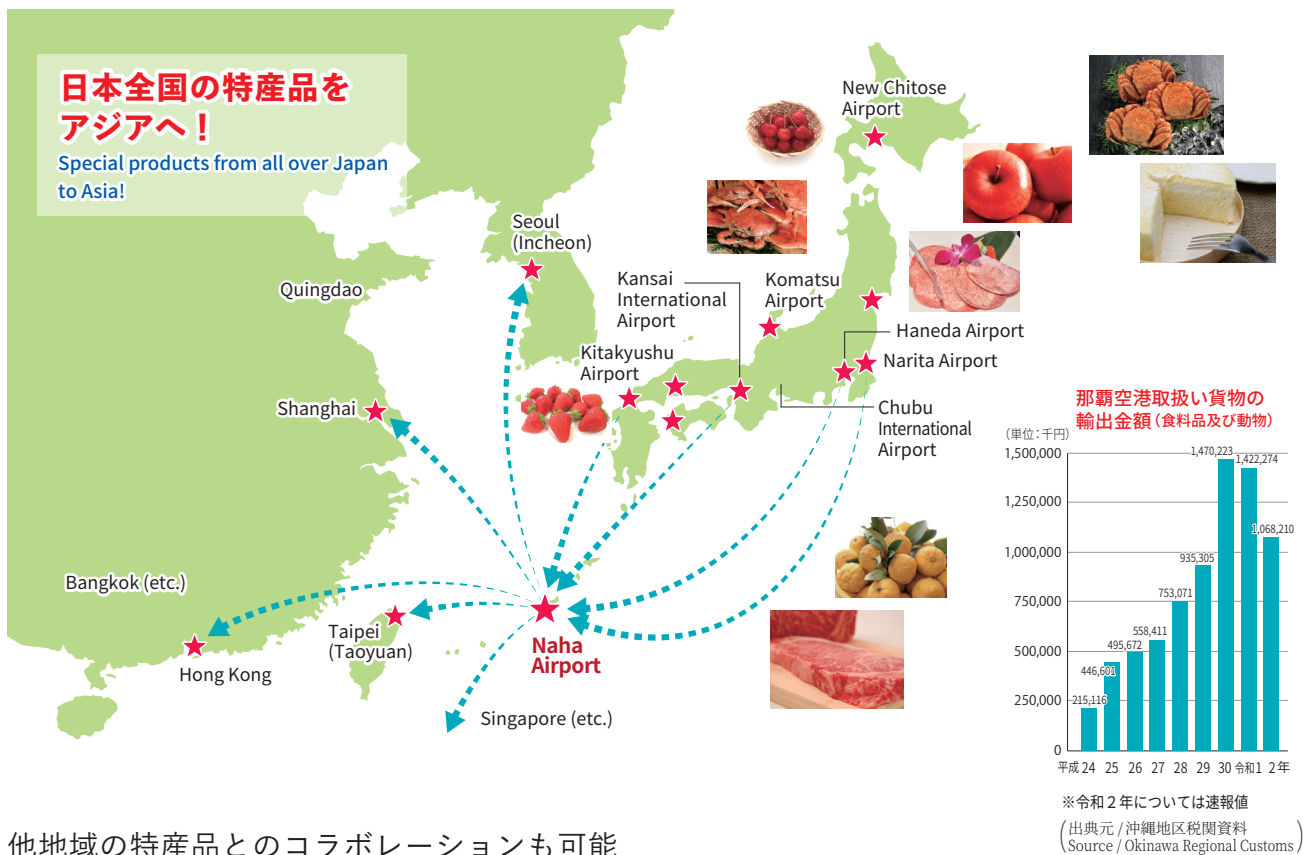 日本全国の特産品を
アジアへ！
Special products from all over Japan
to Asia!
New Chitose
Airport
Seoul
(Incheon)
Quingdao
Kansai
International
Airport
Komatsu
Airport
Haneda Airport
Kitakyushu
Airport
Narita Airport
Shanghai
Chubu
International
Airport
Bangkok (etc.)
Taipei
(Taoyuan)
Naha
Airport
Hong Kong
Singapore (etc.)
那覇空港取扱い貨物の
輸出金額（食料品及び動物）
（単位：千円）
1,500,000
1,250,000
1,000,000
750,000
500,000
250,000
0
215,116
446,601
495,672
558,411
753,071
935,305
1,470,223
1,422,274
1,068,210
平成 24 25 26 27 28 29 30 令和1 2年
※令和２年については速報値
（出典元 / 沖縄地区税関資料
Source / Okinawa Regional Customs）
他地域の特産品とのコラボレーションも可能